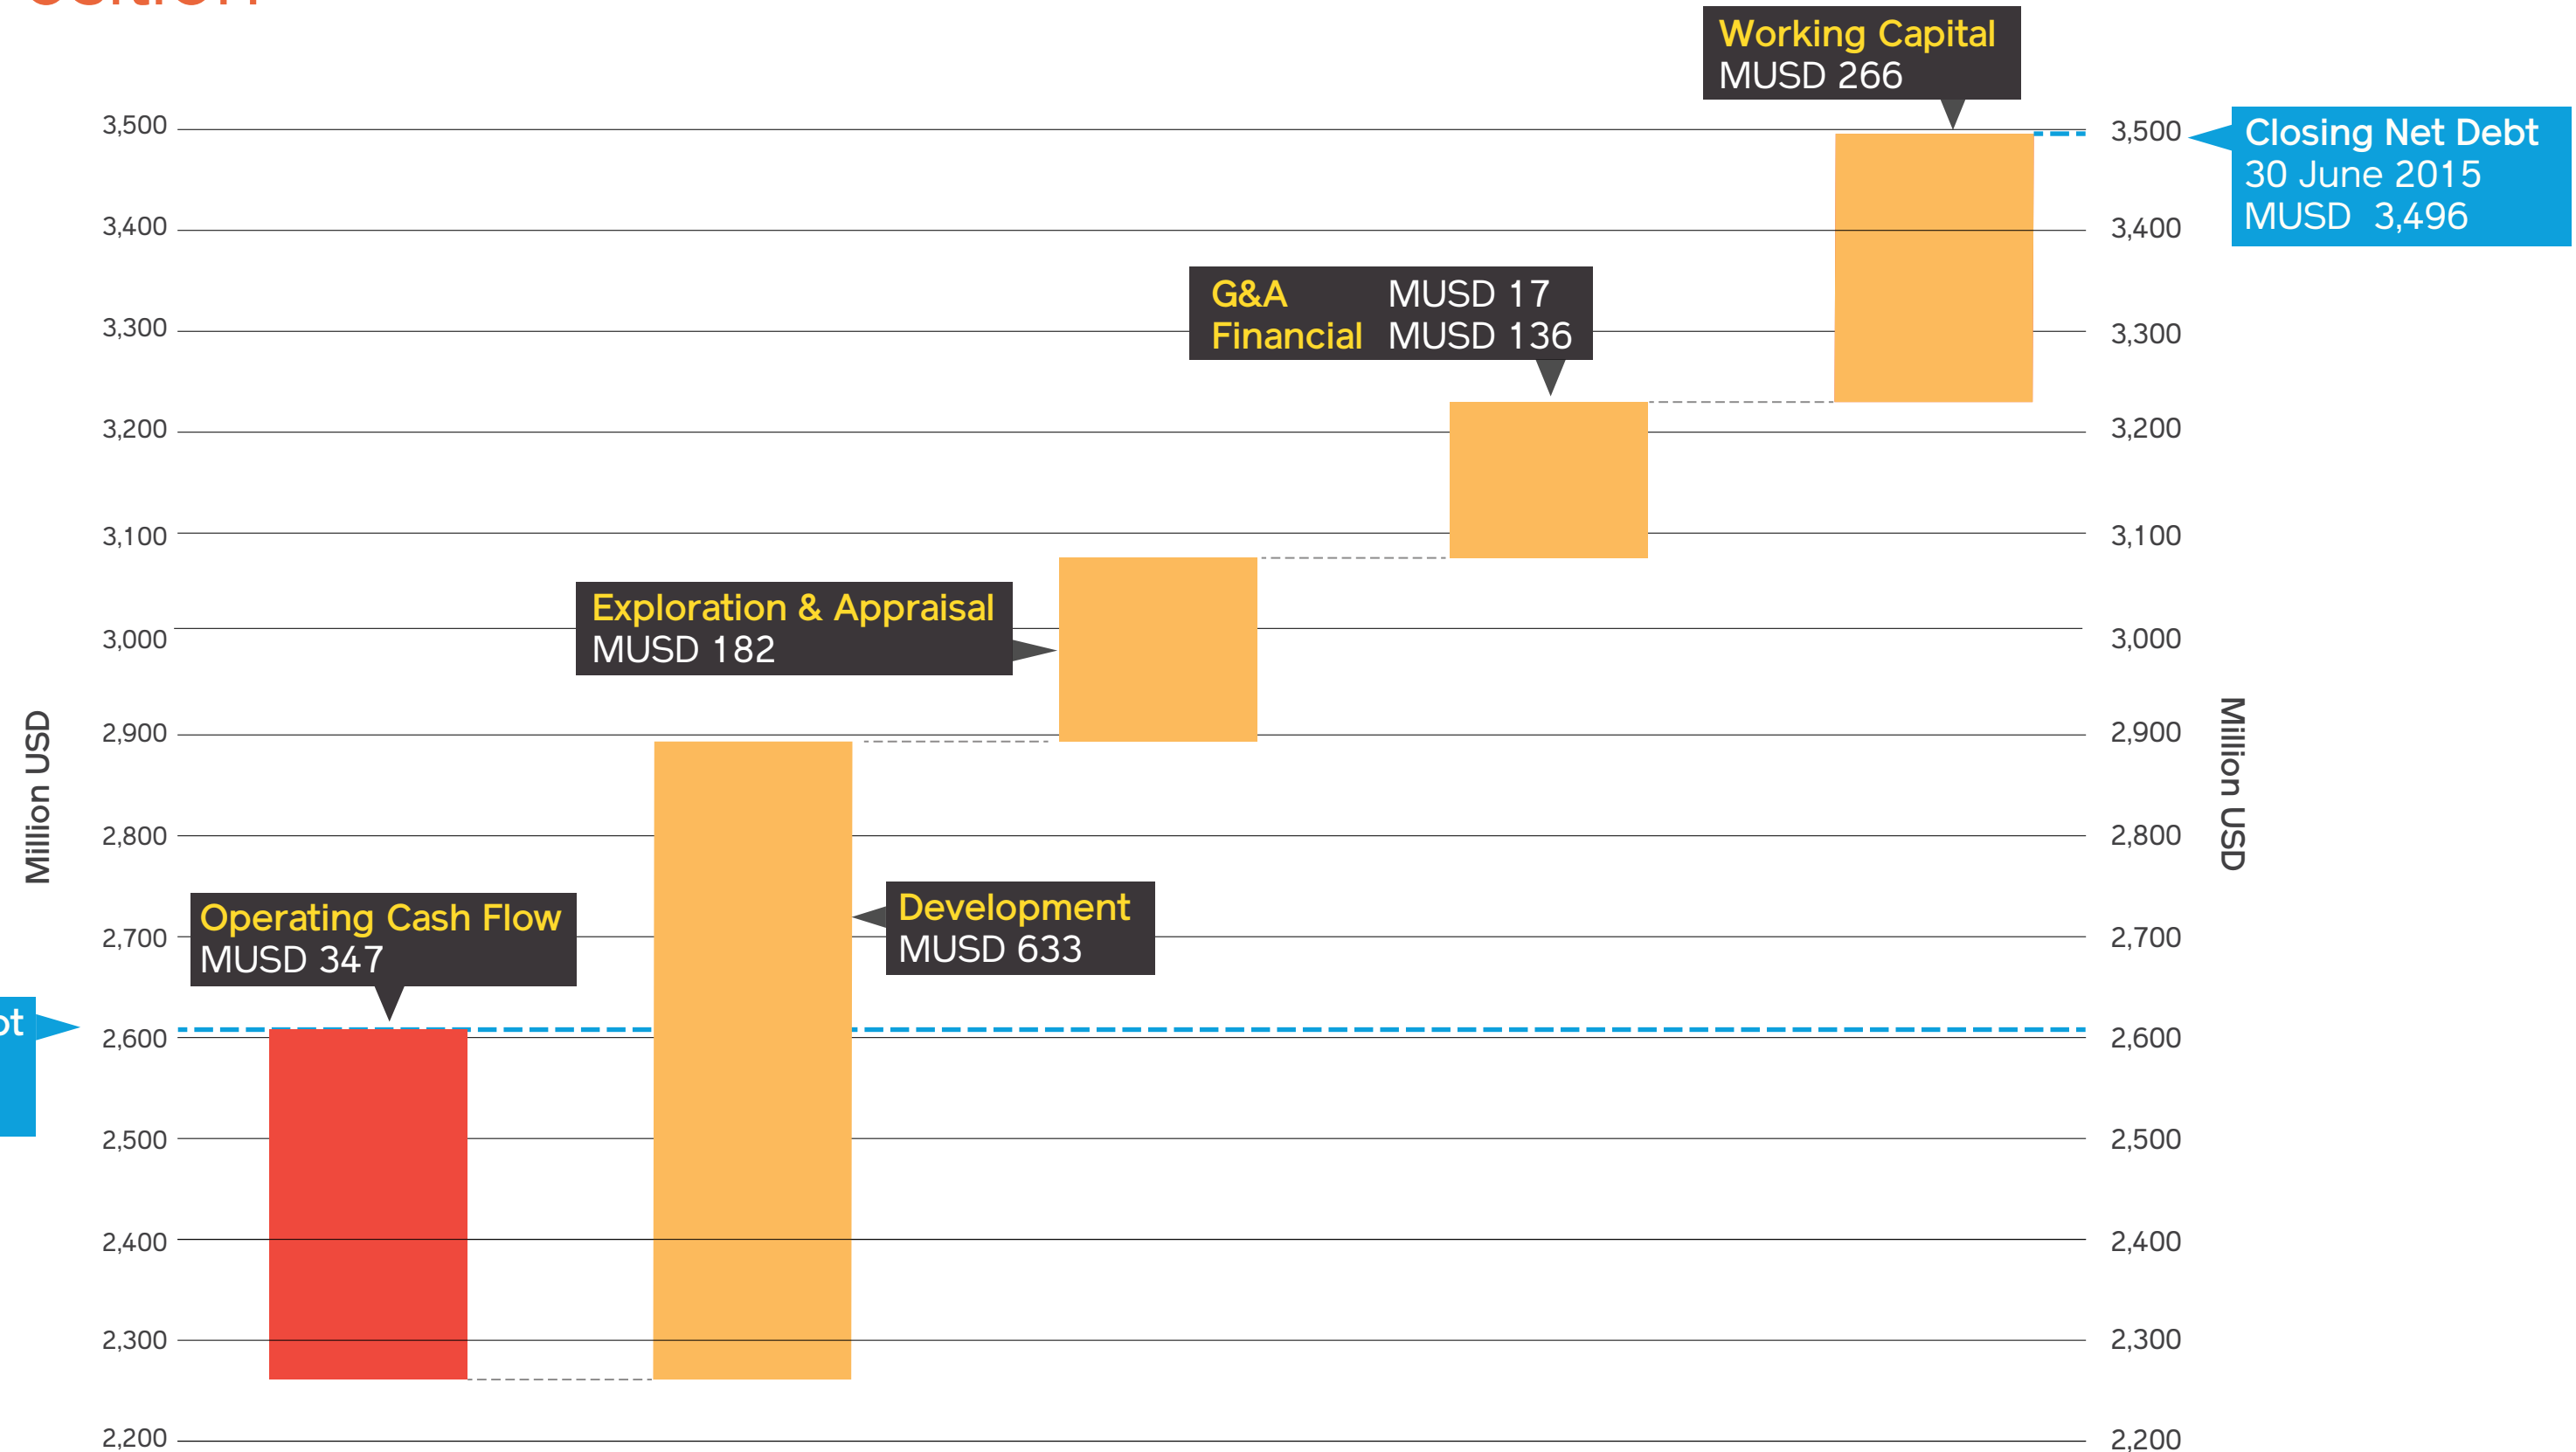 Working Capital
MUSD 266
Closing Net Debt
30 June 2015
MUSD 3,496
G&A MUSD 17
Financial MUSD 136
Exploration & Appraisal
MUSD 182
Operating Cash Flow
MUSD 347
Development
MUSD 633
Million USD
3,500
3,400
3,300
3,200
3,100
3,000
2,900
2,800
2,700
2,600
2,500
2,400
2,300
2,200
3,500
3,400
3,300
3,200
3,100
3,000
2,900
2,800
2,700
2,600
2,500
2,400
2,300
2,200
Million USD